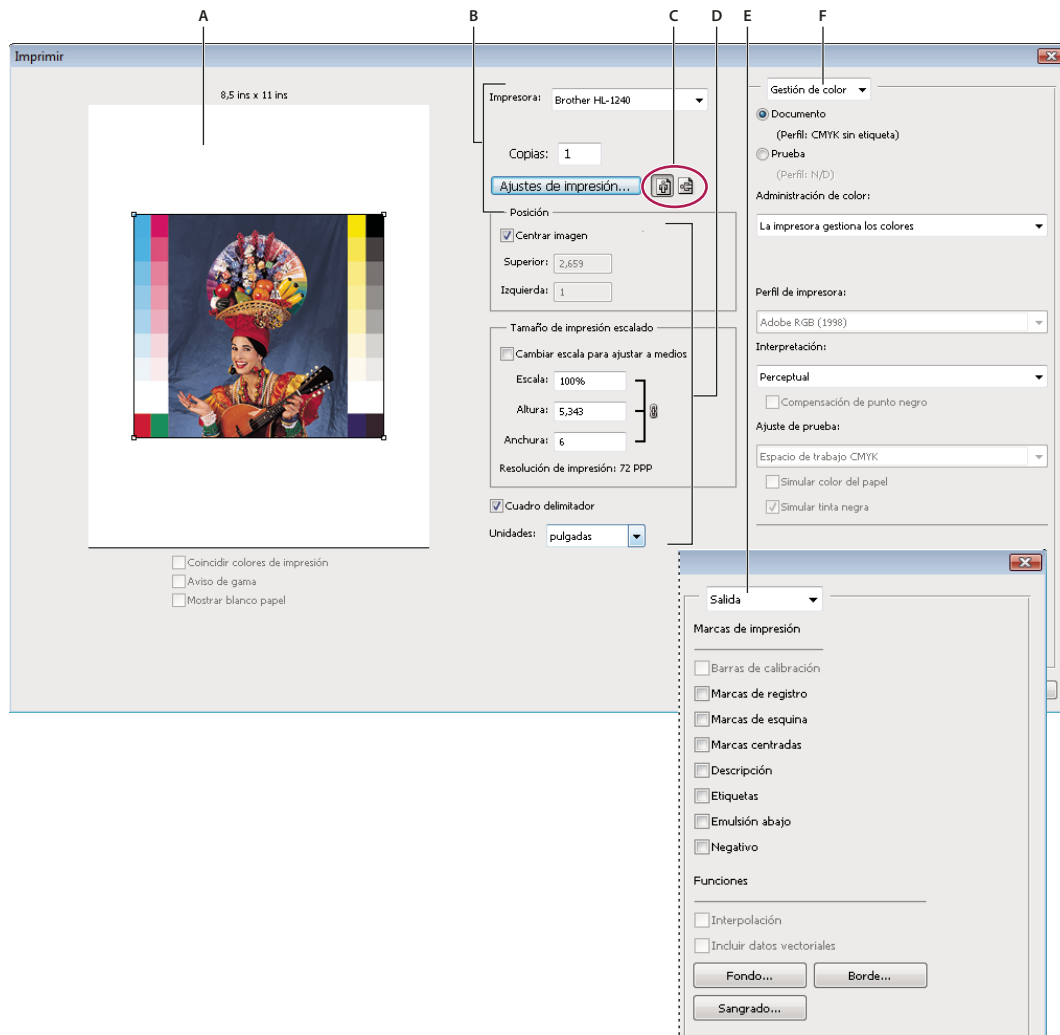 A B C D E F
Imprimir
8,5 ins x 11 ins
Coincidir colores de impresión
Aviso de gama
Mostrar blanco papel
Impresora: Brother HL-1240
Copias: 1
Ajustes de impresión...
Posición
Centrar imagen
Superior: 2,659
Izquierda: 1
Tamaño de impresión escalado
Cambiar escala para ajustar a medios
Escala: 100%
Altura: 5,343
Anchura: 6
Resolución de impresión: 72 PPP
Cuadro delimitador
Unidades: pulgadas
Gestión de color
Documento
(Perfil: CMYK sin etiqueta)
Prueba
(Perfil: N/D)
Administración de color:
La impresora gestiona los colores
Perfil de impresora:
Adobe RGB (1998)
Interpretación:
Perceptual
Compensación de punto negro
Ajuste de prueba:
Espacio de trabajo CMYK
Simular color del papel
Simular tinta negra
Salida
Marcas de impresión
Barras de calibración
Marcas de registro
Marcas de esquina
Marcas centradas
Descripción
Etiquetas
Emulsión abajo
Negativo
Funciones
Interpolación
Incluir datos vectoriales
Fondo... Borde...
Sangrado...